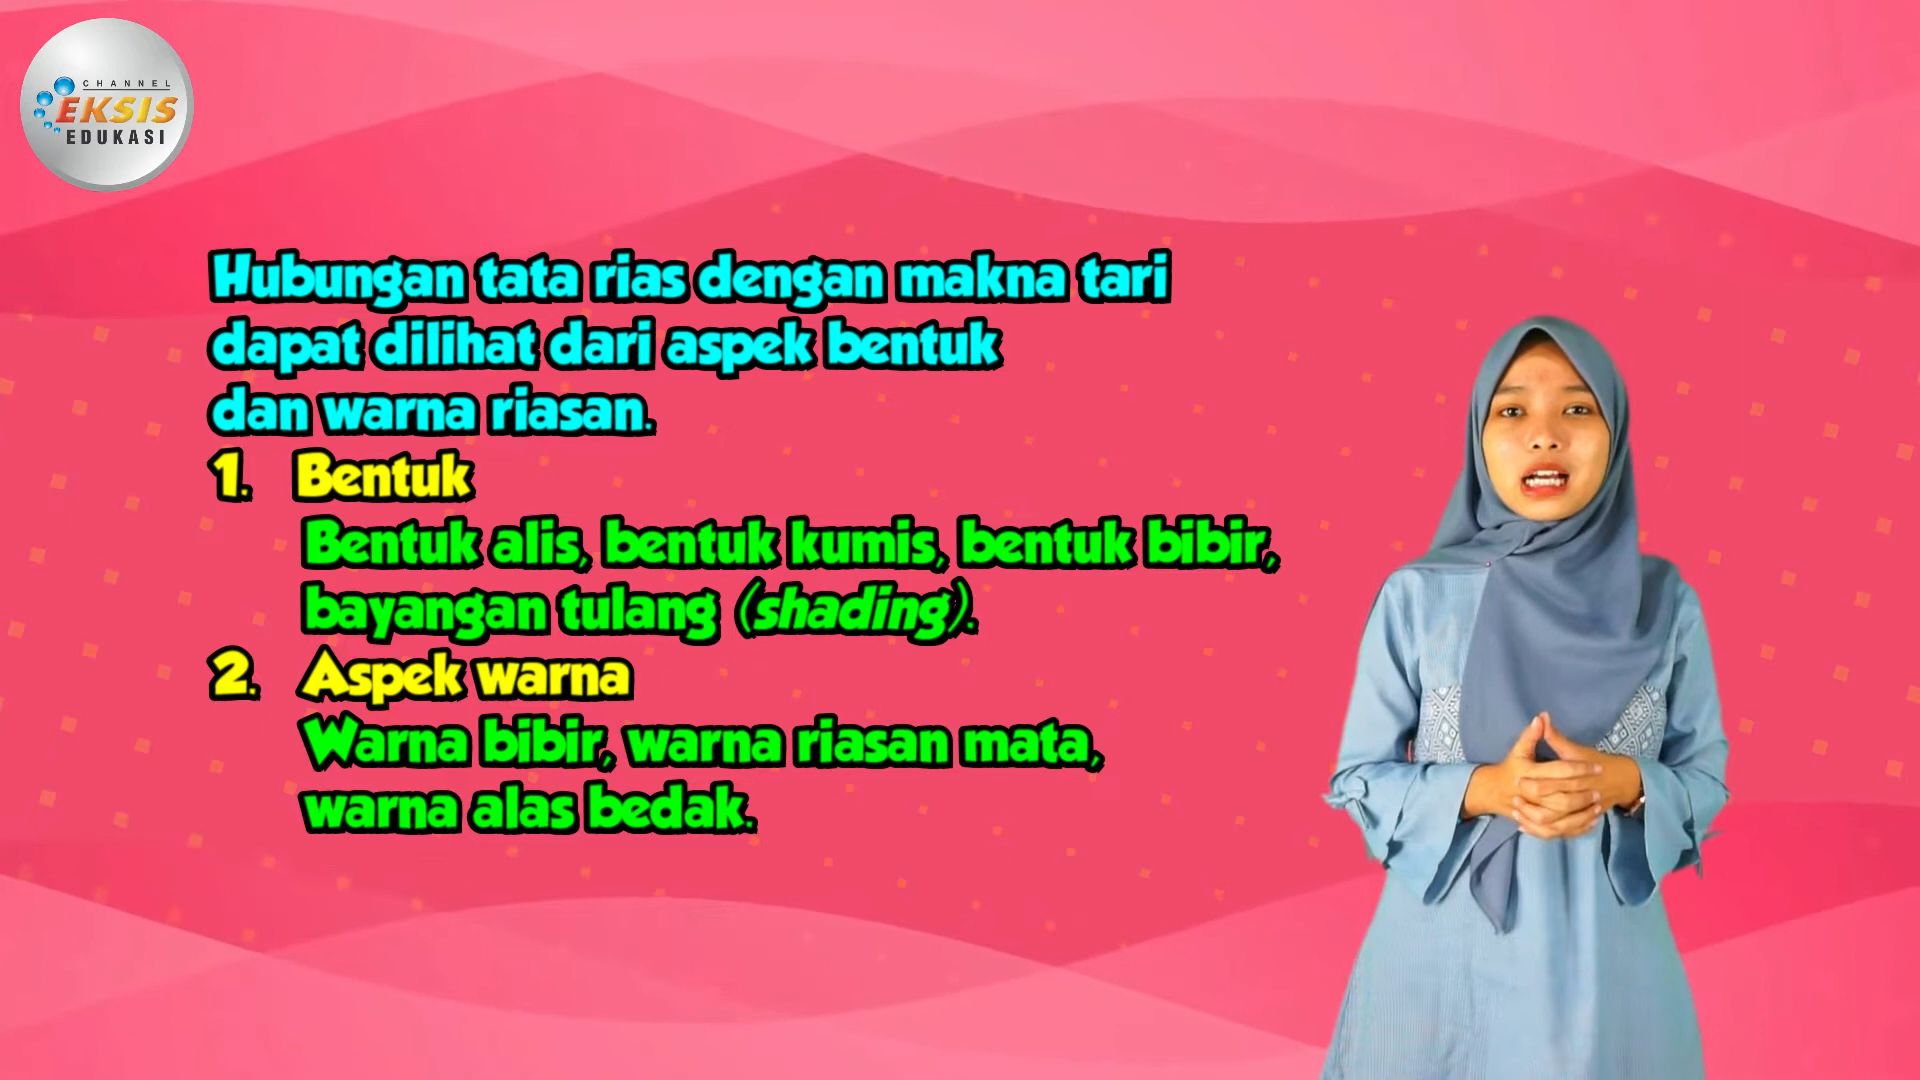 CHANNEL
EKSIS
EDUKASI
Hubungan tata rias dengan makna tari
dapat dilihat dari aspek bentuk
dan warna riasan.
1. Bentuk
Bentuk alis, bentuk kumis, bentuk bibir,
bayangan tulang (shading).
2. Aspek warna
Warna bibir, warna riasan mata,
warna alas bedak.